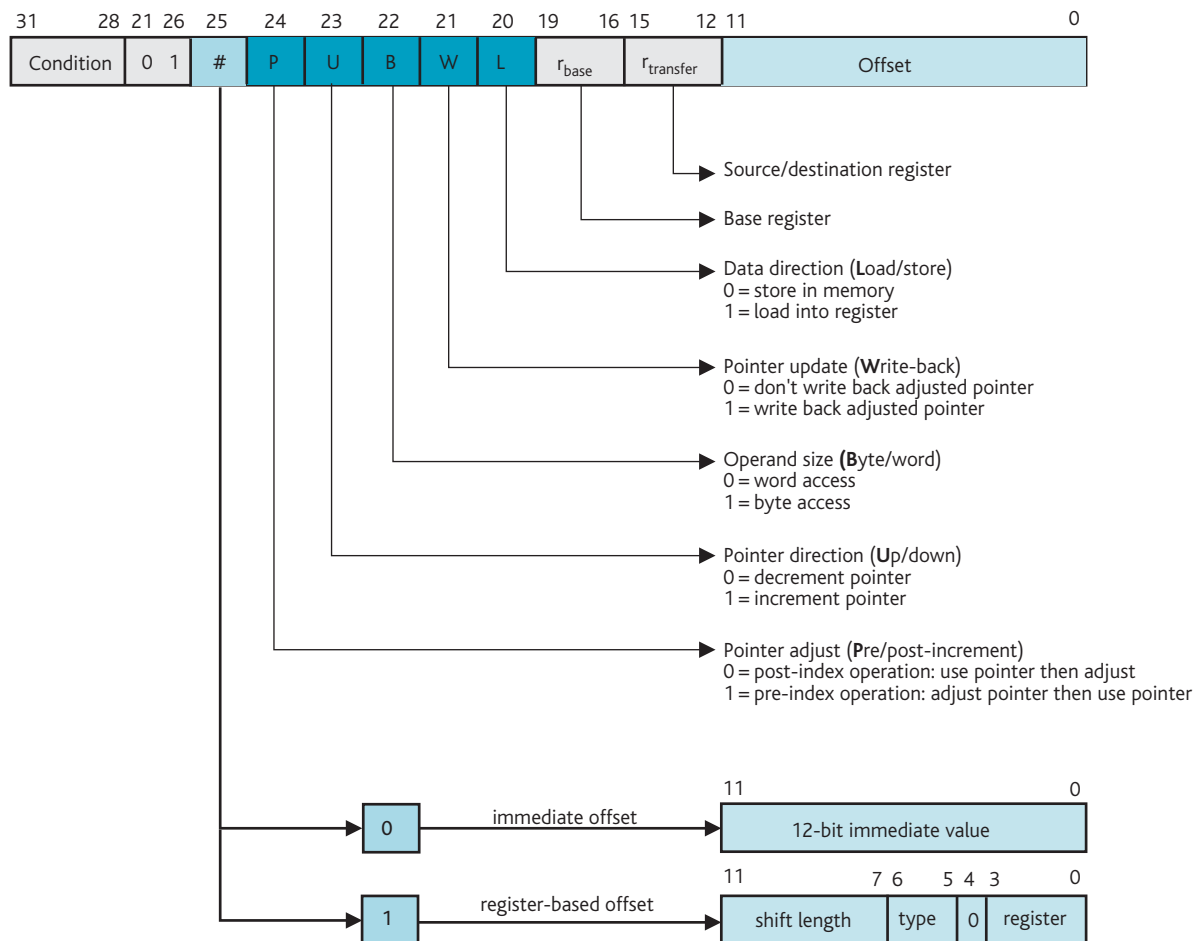 31 28 21 26 25 24 23 22 21 20 19 16 15 12 11 0
Condition 0 1 # P U B W L r_base r_transfer Offset
Source/destination register
Base register
Data direction (Load/store)
0 = store in memory
1 = load into register
Pointer update (Write-back)
0 = don't write back adjusted pointer
1 = write back adjusted pointer
Operand size (Byte/word)
0 = word access
1 = byte access
Pointer direction (Up/down)
0 = decrement pointer
1 = increment pointer
Pointer adjust (Pre/post-increment)
0 = post-index operation: use pointer then adjust
1 = pre-index operation: adjust pointer then use pointer
11 0
0 immediate offset 12-bit immediate value
11 7 6 5 4 3 0
1 register-based offset shift length type 0 register